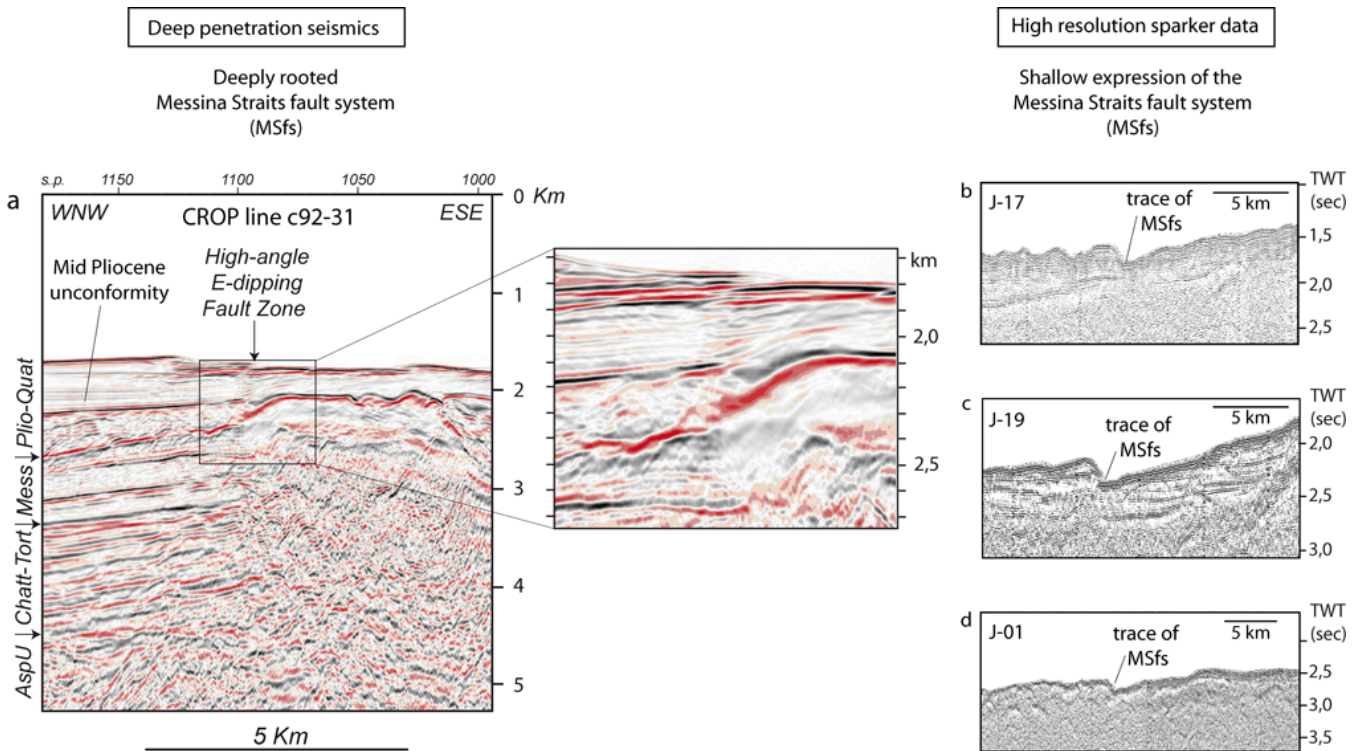 Deep penetration seismics
Deeply rooted
Messina Straits fault system
(MSfs)
High resolution sparker data
Shallow expression of the
Messina Straits fault system
(MSfs)
a
s.p. 1150 1100 1050 1000
0 Km
WNW CROP line c92-31 ESE
High-angle
E-dipping
Fault Zone
Mid Pliocene
unconformity
1
2
3
4
5
AspU Chatt-Tort Mess Plio-Quat
5 Km
km
2,0
2,5
b
J-17
trace of
MSfs
5 km
TWT
(sec)
1,5
2,0
2,5
c
J-19
trace of
MSfs
5 km
TWT
(sec)
2,0
2,5
3,0
d
J-01
trace of
MSfs
5 km
TWT
(sec)
2,5
3,0
3,5